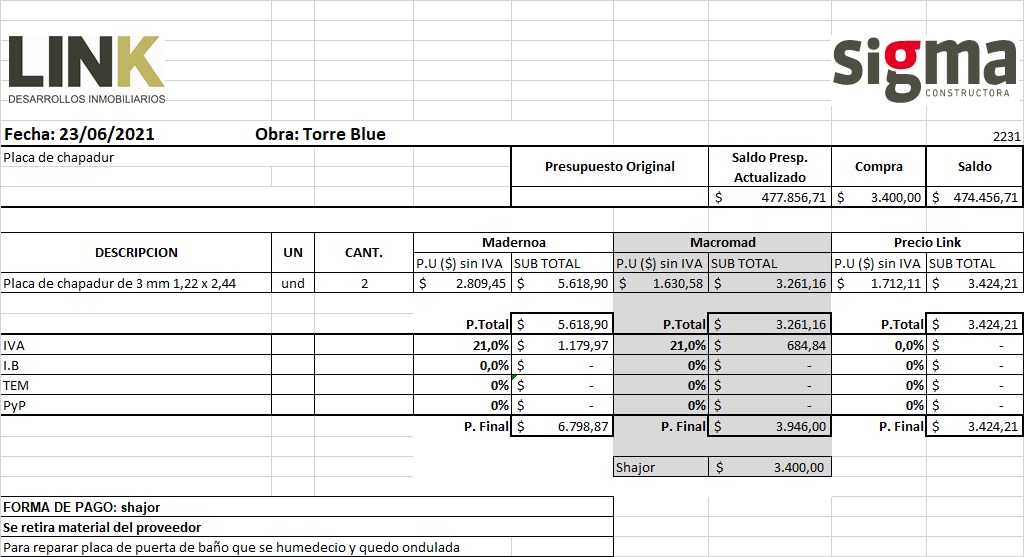 LINK
DESARROLLOS INMOBILIARIOS
sigma
CONSTRUCTORA
Fecha: 23/06/2021 Obra: Torre Blue 2231
Placa de chapadur
Presupuesto Original
Saldo Presp. Actualizado
Compra
Saldo
$ 477.856,71 $ 3.400,00 $ 474.456,71
DESCRIPCION UN CANT. Madernoa Macromad Precio Link
P.U ($) sin IVA SUB TOTAL P.U ($) sin IVA SUB TOTAL P.U ($) sin IVA SUB TOTAL
Placa de chapadur de 3 mm 1,22 x 2,44 und 2 $ 2.809,45 $ 5.618,90 $ 1.630,58 $ 3.261,16 $ 1.712,11 $ 3.424,21
P.Total $ 5.618,90 P.Total $ 3.261,16 P.Total $ 3.424,21
IVA 21,0% $ 1.179,97 21,0% $ 684,84 0,0% $ -
I.B 0,0% $ - 0% $ - 0% $ -
TEM 0% $ - 0% $ - 0% $ -
PyP 0% $ - 0% $ - 0% $ -
P. Final $ 6.798,87 P. Final $ 3.946,00 P. Final $ 3.424,21
Shajor $ 3.400,00
FORMA DE PAGO: shajor
Se retira material del proveedor
Para reparar placa de puerta de baño que se humedecio y quedo ondulada